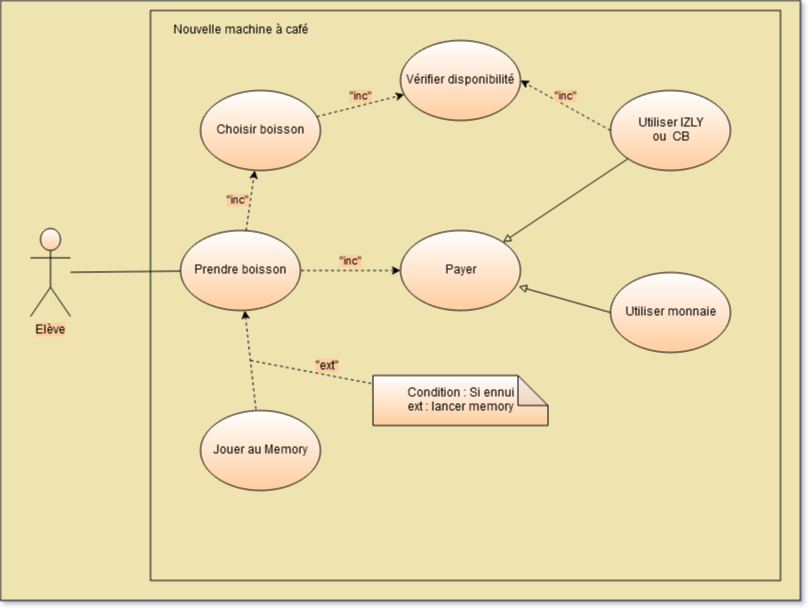 Nouvelle machine à café
Vérifier disponibilité
"inc"
"inc"
Choisir boisson
Utiliser IZLY
ou CB
"inc"
Prendre boisson
"inc"
Payer
Utiliser monnaie
Elève
"ext"
Condition : Si ennui
ext : lancer memory
Jouer au Memory